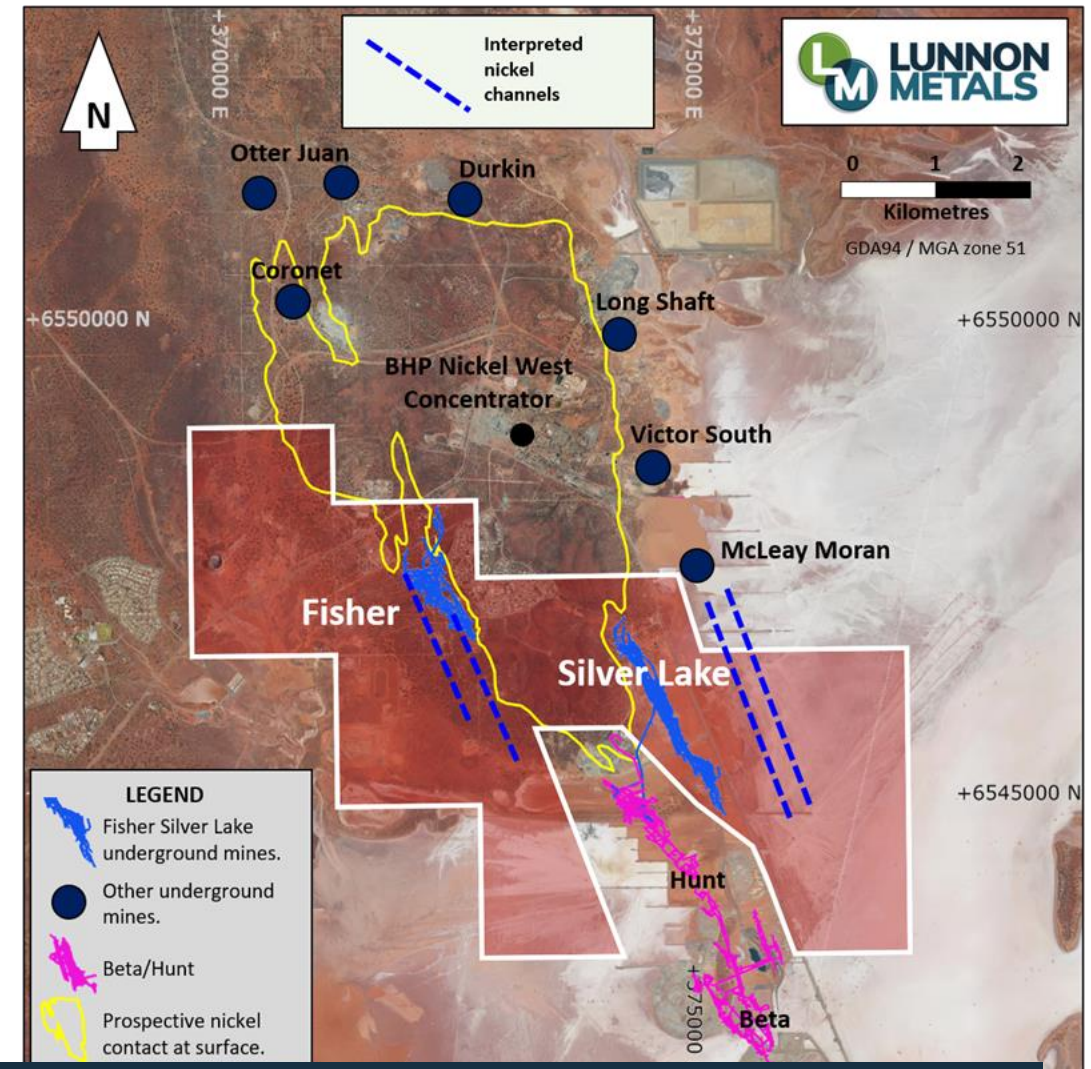 +370000 E
Interpreted
nickel
channels
+375000 E
LM
LUNNON
METALS
N
0 1 2
Kilometres
GDA94 / MGA zone 51
Otter Juan
Durkin
Coronet
Long Shaft
+6550000 N
+6550000 N
BHP Nickel West
Concentrator
Victor South
McLeay Moran
Fisher
Silver Lake
+6545000 N
Hunt
+375000
Beta
LEGEND
Fisher Silver Lake
underground mines.
Other underground
mines.
Beta/Hunt
Prospective nickel
contact at surface.